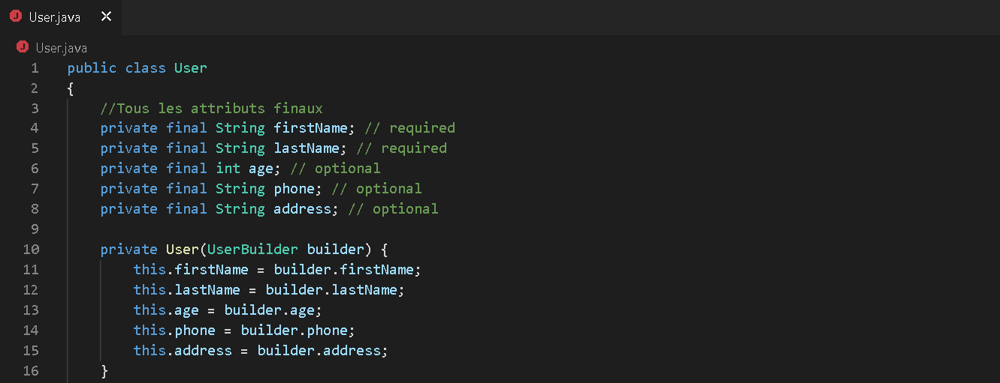 User.java
User.java
1 public class User
2 {
3 //Tous les attributs finaux
4 private final String firstName; // required
5 private final String lastName; // required
6 private final int age; // optional
7 private final String phone; // optional
8 private final String address; // optional
9
10 private User(UserBuilder builder) {
11 this.firstName = builder.firstName;
12 this.lastName = builder.lastName;
13 this.age = builder.age;
14 this.phone = builder.phone;
15 this.address = builder.address;
16 }